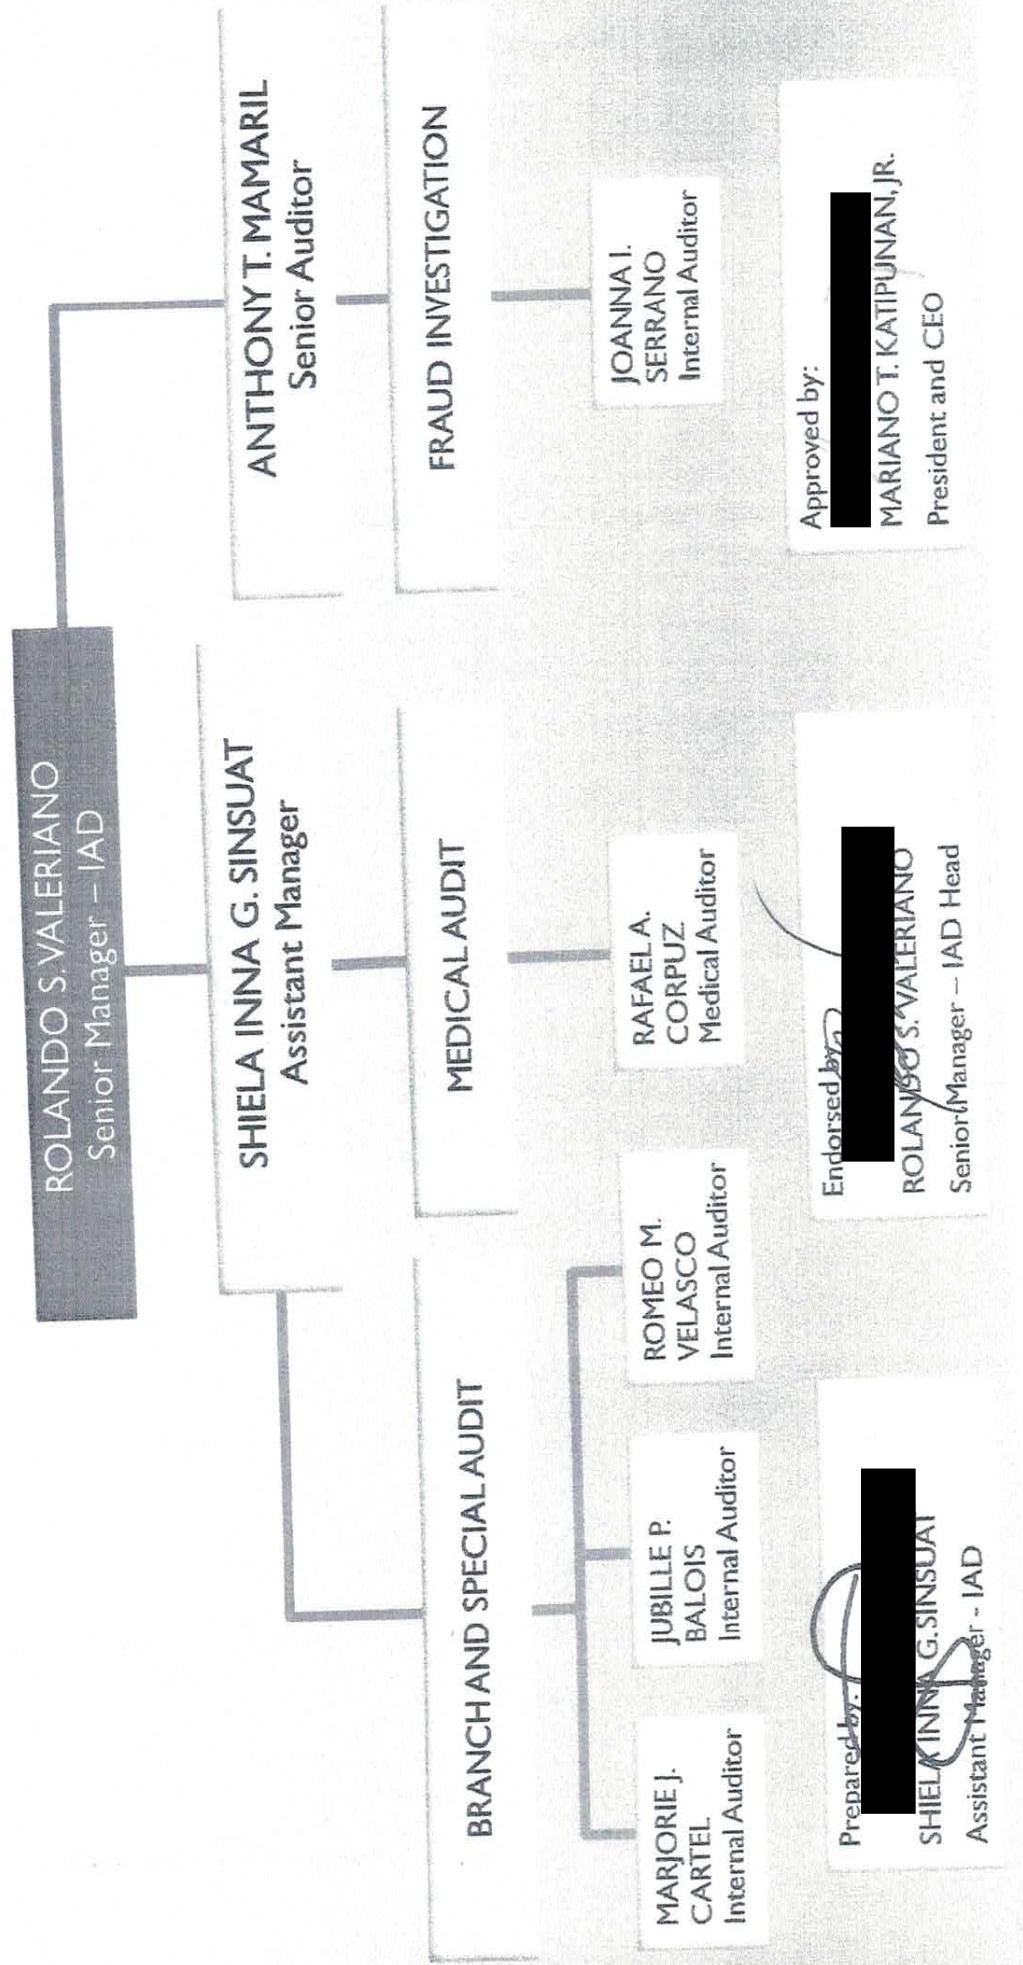 ROLANDO S. VALERIANO
Senior Manager – IAD
SHIELA INNA G. SINSUAT
Assistant Manager
ANTHONY T. MAMARIL
Senior Auditor
BRANCH AND SPECIAL AUDIT
MEDICAL AUDIT
FRAUD INVESTIGATION
MARJORIE J.
CARTEL
Internal Auditor
JUBILLE P.
BALOIS
Internal Auditor
ROMEO M.
VELASCO
Internal Auditor
RAFAEL A.
CORPUZ
Medical Auditor
JOANNA I.
SERRANO
Internal Auditor
Prepared by:
SHIELA INNA G. SINSUAT
Assistant Manager - IAD
Endorsed by:
ROLANDO S. VALERIANO
Senior Manager – IAD Head
Approved by:
MARIANO T. KATIPUNAN, JR.
President and CEO